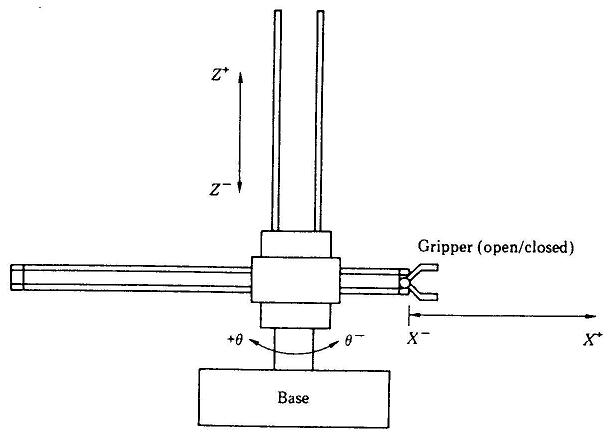 Z⁺
Z⁻
Gripper (open/closed)
+θ
θ⁻
X⁻
X⁺
Base